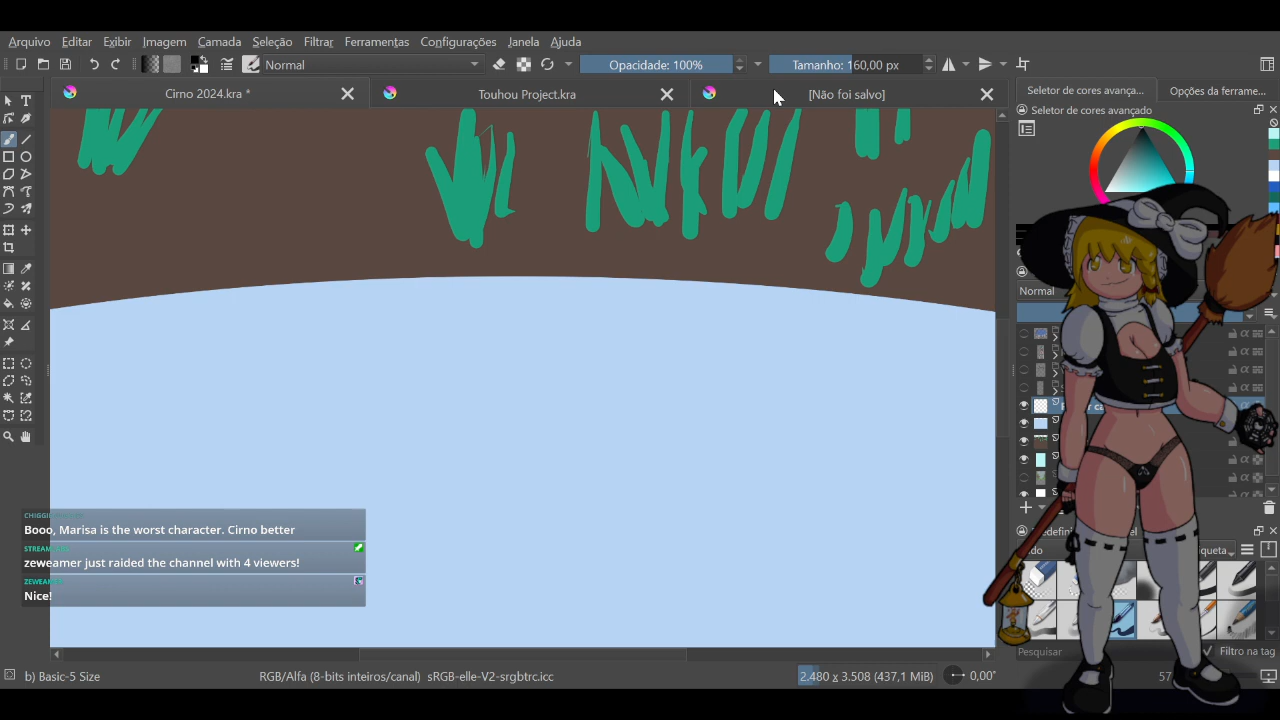 Arquivo Editar Exibir Imagem Camada Seleção Filtrar Ferramentas Configurações Janela Ajuda
Normal Opacidade: 100% Tamanho: 160,00 px
Cirno 2024.kra * Touhou Project.kra [Não foi salvo] Seletor de cores avança... Opções da ferrame...
Seletor de cores avançado
Normal
Booo, Marisa is the worst character. Cirno better
zeweamer just raided the channel with 4 viewers!
ZEWEAMER
Nice!
Pesquisar Filtro na tag
b) Basic-5 Size RGB/Alfa (8-bits inteiros/canal) sRGB-elle-V2-srgbtrc.icc 2.480 x 3.508 (437,1 MiB) 0,00°